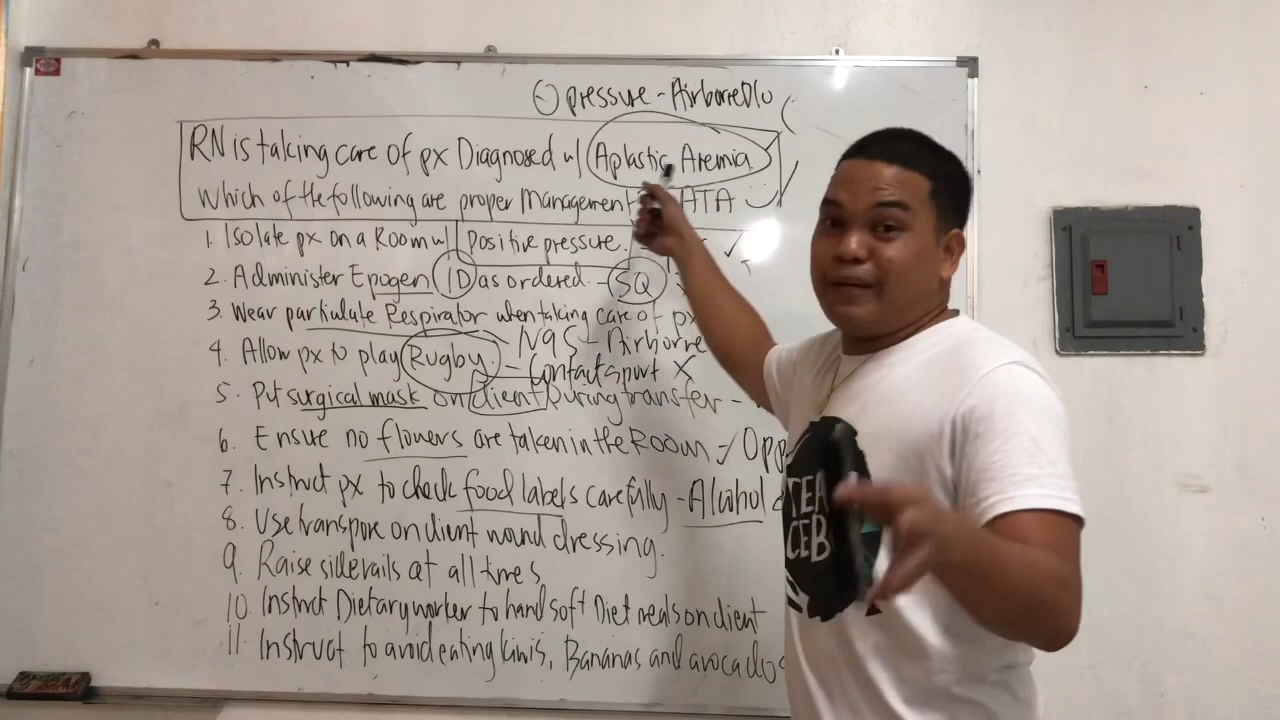 ⊖ pressure - Airborne D/o
RN is taking care of px Diagnosed w/ Aplastic Anemia
Which of the following are proper Management ATA
1. Isolate px on a Room w/ positive pressure. ✓
2. Administer Epogen ID as ordered. - SQ
3. Wear particulate Respirator when taking care of px
N95 - Airborne
4. Allow px to play Rugby - Contact sport X
5. Put surgical mask on client During transfer -
6. Ensure no flowers are taken in the Room - ✓ Opp
7. Instruct px to check food labels carefully - Alcohol
8. Use transpore on client wound dressing.
9. Raise siderails at all times
10. Instruct Dietary worker to hand soft Diet meals on client
11. Instruct to avoid eating kiwis, Bananas and avocados
TEA
CEB